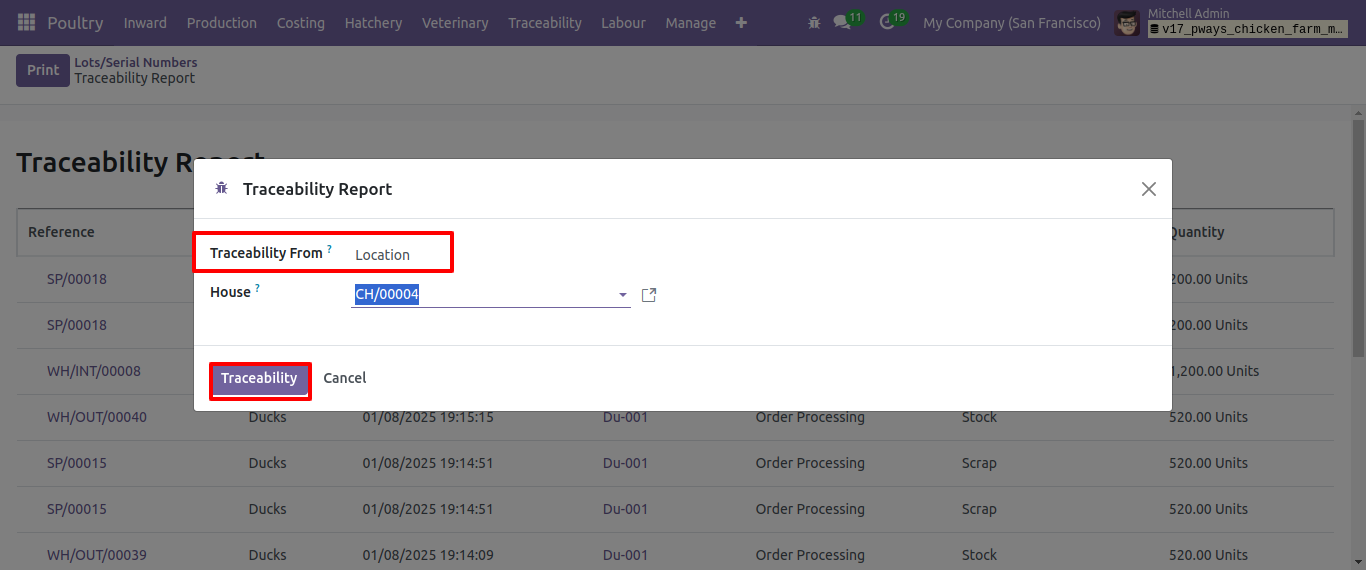 Poultry Inward Production Costing Hatchery Veterinary Traceability Labour Manage 11 19 My Company (San Francisco) Mitchell Admin
v17_pways_chicken_farm_m...
Print Lots/Serial Numbers
Traceability Report
Traceability Report
Traceability Report
Traceability From ? Location
House ? CH/00004
Traceability Cancel
Reference Quantity
SP/00018 200.00 Units
SP/00018 200.00 Units
WH/INT/00008 1,200.00 Units
WH/OUT/00040 Ducks 01/08/2025 19:15:15 Du-001 Order Processing Stock 520.00 Units
SP/00015 Ducks 01/08/2025 19:14:51 Du-001 Order Processing Scrap 520.00 Units
SP/00015 Ducks 01/08/2025 19:14:51 Du-001 Order Processing Scrap 520.00 Units
WH/OUT/00039 Ducks 01/08/2025 19:14:09 Du-001 Order Processing Stock 520.00 Units